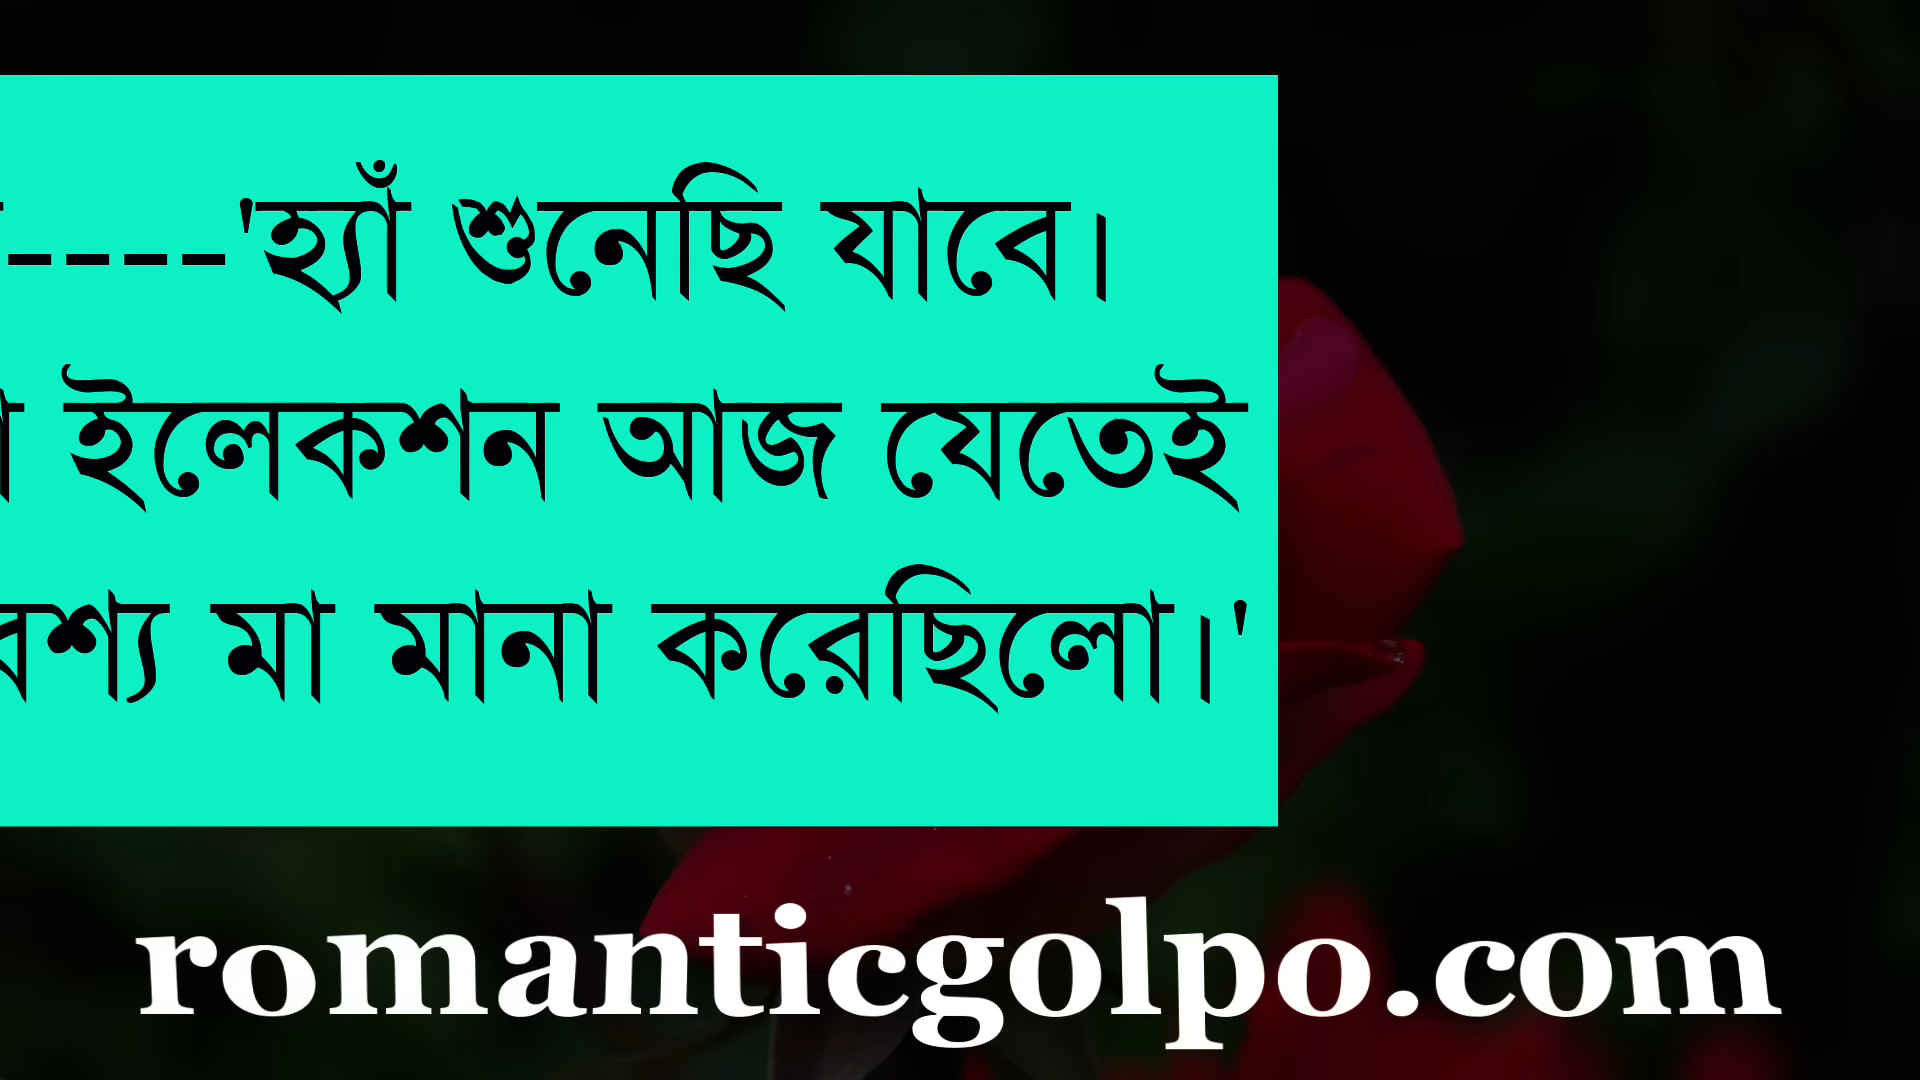 ----'হ্যাঁ শুনেছি যাবে।
ইলেকশন আজ যেতেই
মা মানা করেছিলো।'
romanticgolpo.com